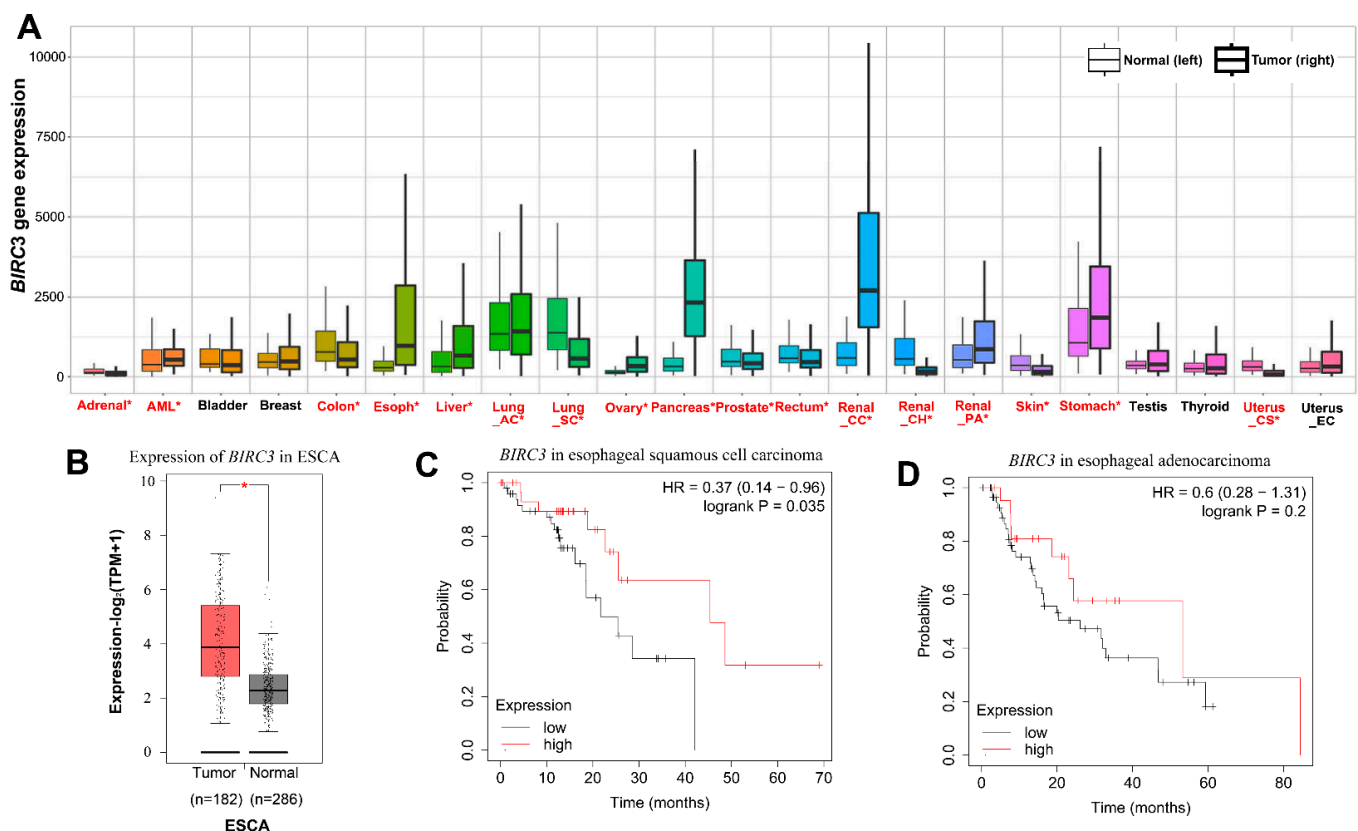 A
BIRC3 gene expression
10000
7500
5000
2500
0
Normal (left)
Tumor (right)
Adrenal*
AML*
Bladder
Breast
Colon*
Esoph*
Liver*
Lung
_AC*
Lung
_SC*
Ovary*
Pancreas*
Prostate*
Rectum*
Renal
_CC*
Renal
_CH*
Renal
_PA*
Skin*
Stomach*
Testis
Thyroid
Uterus
_CS*
Uterus
_EC
B
Expression of BIRC3 in ESCA
Expression-log₂(TPM+1)
10
8
6
4
2
0
*
Tumor
Normal
(n=182)
(n=286)
ESCA
C
BIRC3 in esophageal squamous cell carcinoma
HR = 0.37 (0.14 − 0.96)
logrank P = 0.035
Probability
1.0
0.8
0.6
0.4
0.2
0.0
Expression
low
high
0 10 20 30 40 50 60 70
Time (months)
D
BIRC3 in esophageal adenocarcinoma
HR = 0.6 (0.28 − 1.31)
logrank P = 0.2
Probability
1.0
0.8
0.6
0.4
0.2
0.0
Expression
low
high
0 20 40 60 80
Time (months)